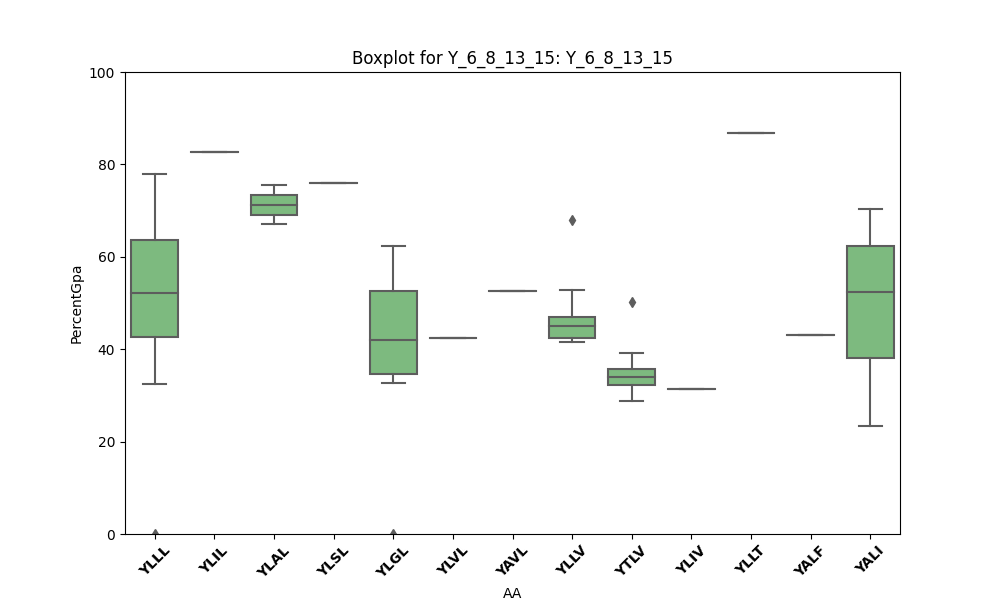 Boxplot for Y_6_8_13_15: Y_6_8_13_15
100
80
60
40
20
0
PercentGpa
YLLL
YLIL
YLAL
YLSL
YLGL
YLVL
YAVL
YLLV
YTLV
YLIV
YLLT
YALF
YALI
AA